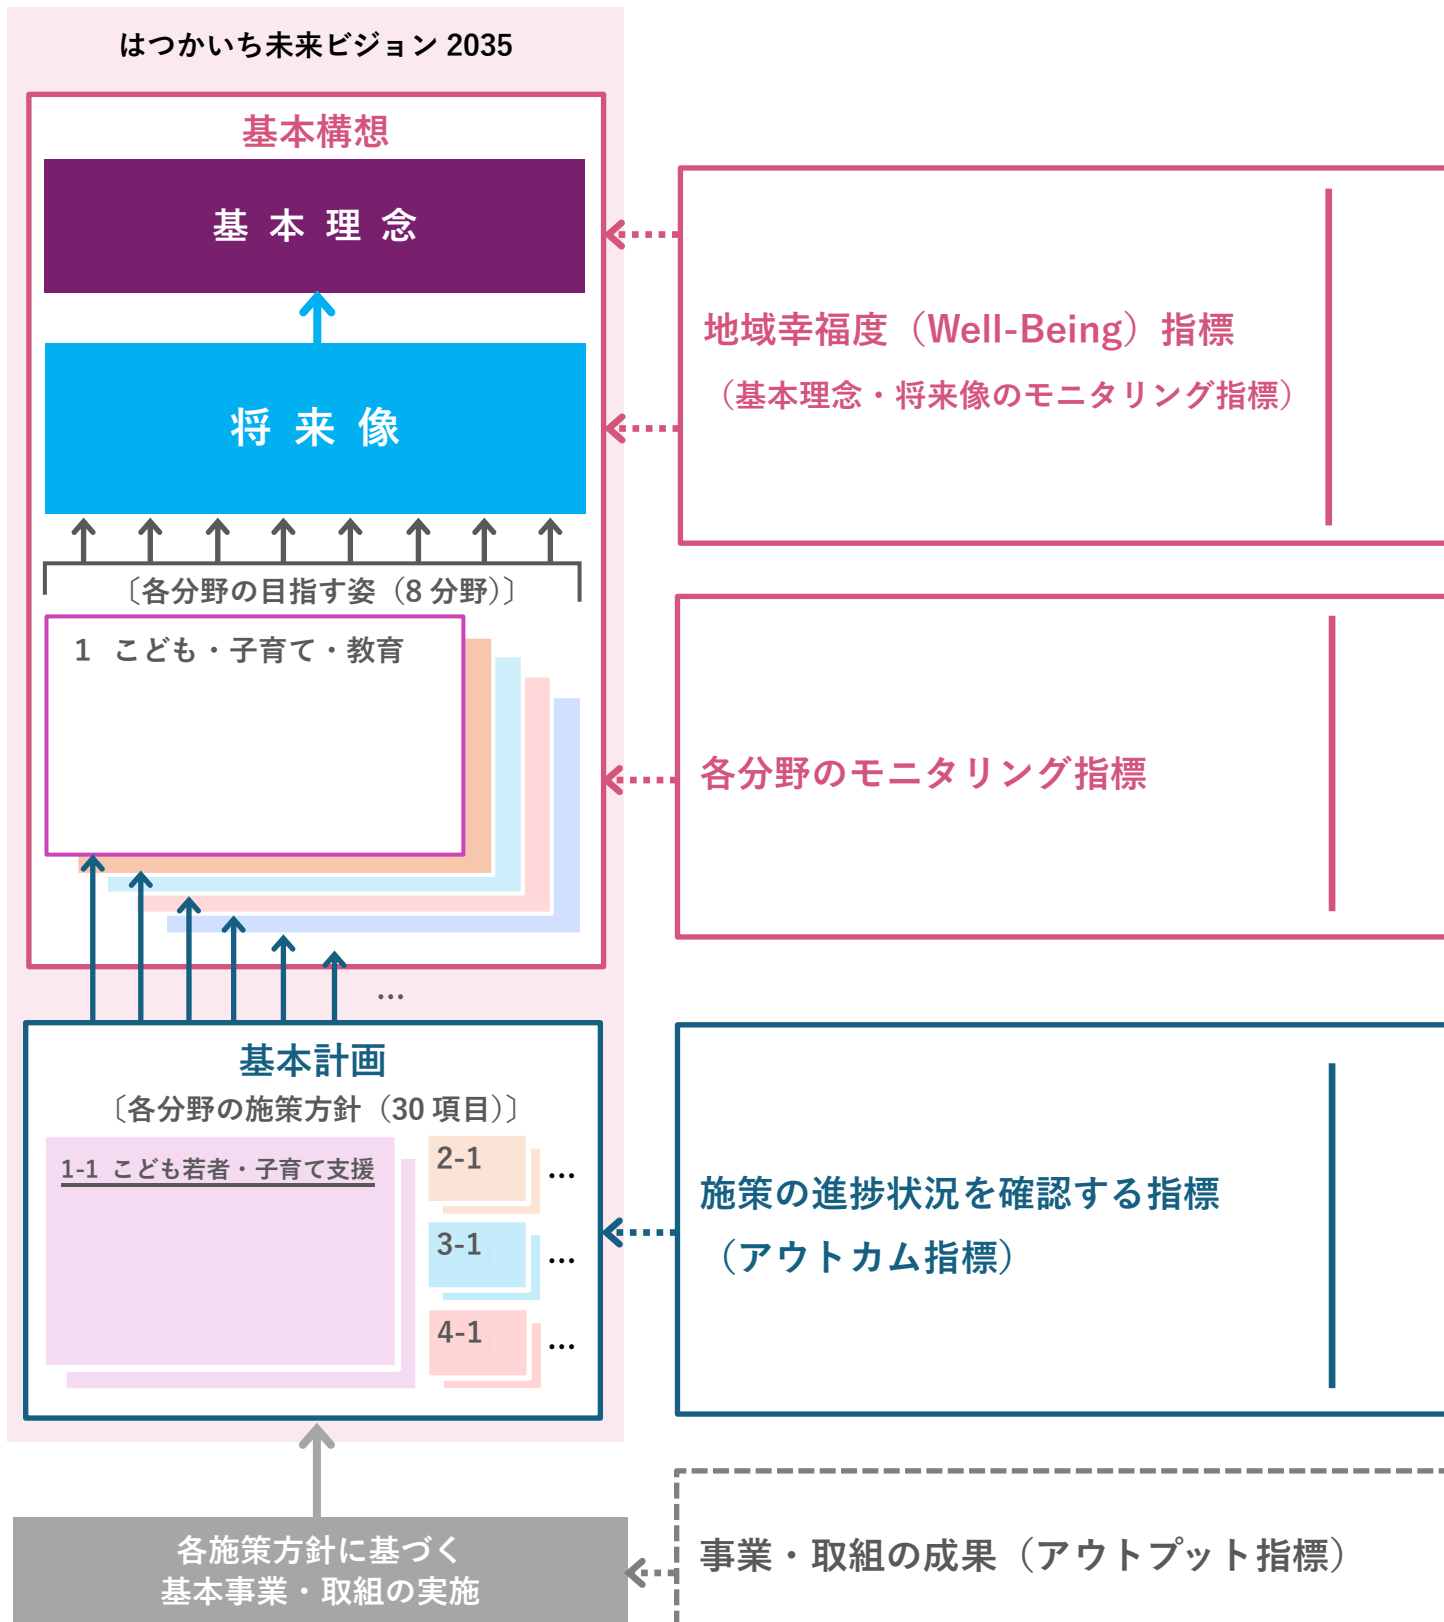 はつかいち未来ビジョン 2035
基本構想
基本理念
将来像
〔各分野の目指す姿（8 分野）〕
1 こども・子育て・教育
…
基本計画
〔各分野の施策方針（30 項目）〕
1-1 こども若者・子育て支援
2-1
…
3-1
…
4-1
…
各施策方針に基づく
基本事業・取組の実施
地域幸福度（Well-Being）指標
（基本理念・将来像のモニタリング指標）
各分野のモニタリング指標
施策の進捗状況を確認する指標
（アウトカム指標）
事業・取組の成果（アウトプット指標）